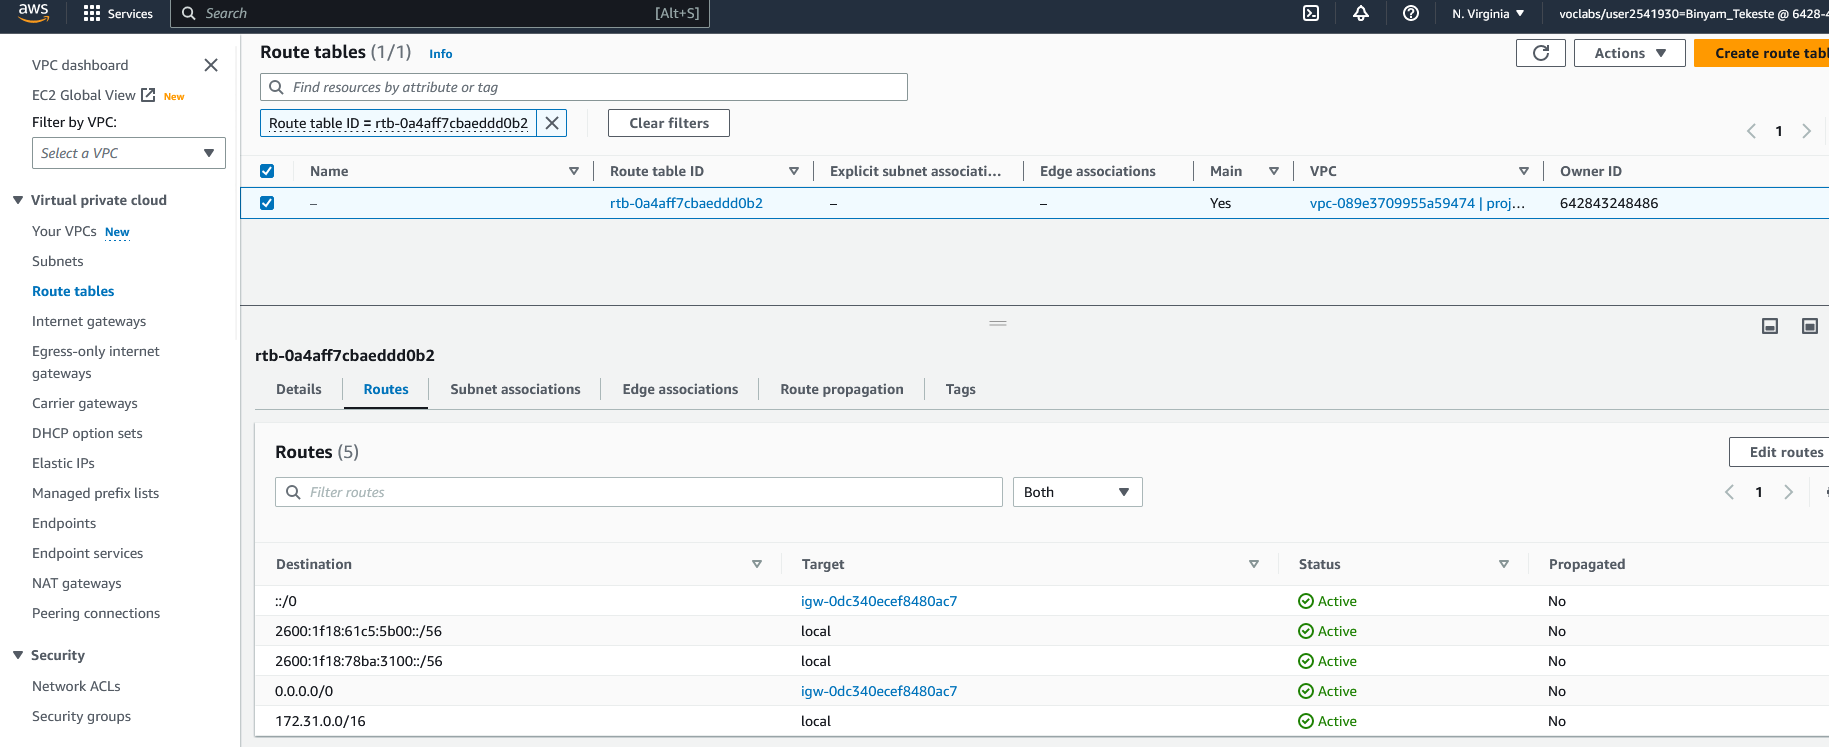 aws
Services
Search [Alt+S]
N. Virginia
voclabs/user2541930=Binyam_Tekeste @ 6428-
VPC dashboard
EC2 Global View New
Filter by VPC:
Select a VPC
Virtual private cloud
Your VPCs New
Subnets
Route tables
Internet gateways
Egress-only internet
gateways
Carrier gateways
DHCP option sets
Elastic IPs
Managed prefix lists
Endpoints
Endpoint services
NAT gateways
Peering connections
Security
Network ACLs
Security groups
Route tables (1/1) Info
Actions
Create route tabl
Find resources by attribute or tag
Route table ID = rtb-0a4aff7cbaeddd0b2
Clear filters
1
Name Route table ID Explicit subnet associati... Edge associations Main VPC Owner ID
– rtb-0a4aff7cbaeddd0b2 – – Yes vpc-089e3709955a59474 | proj... 642843248486
rtb-0a4aff7cbaeddd0b2
Details Routes Subnet associations Edge associations Route propagation Tags
Routes (5)
Edit routes
Filter routes
Both
1
Destination Target Status Propagated
::/0 igw-0dc340ecef8480ac7 Active No
2600:1f18:61c5:5b00::/56 local Active No
2600:1f18:78ba:3100::/56 local Active No
0.0.0.0/0 igw-0dc340ecef8480ac7 Active No
172.31.0.0/16 local Active No